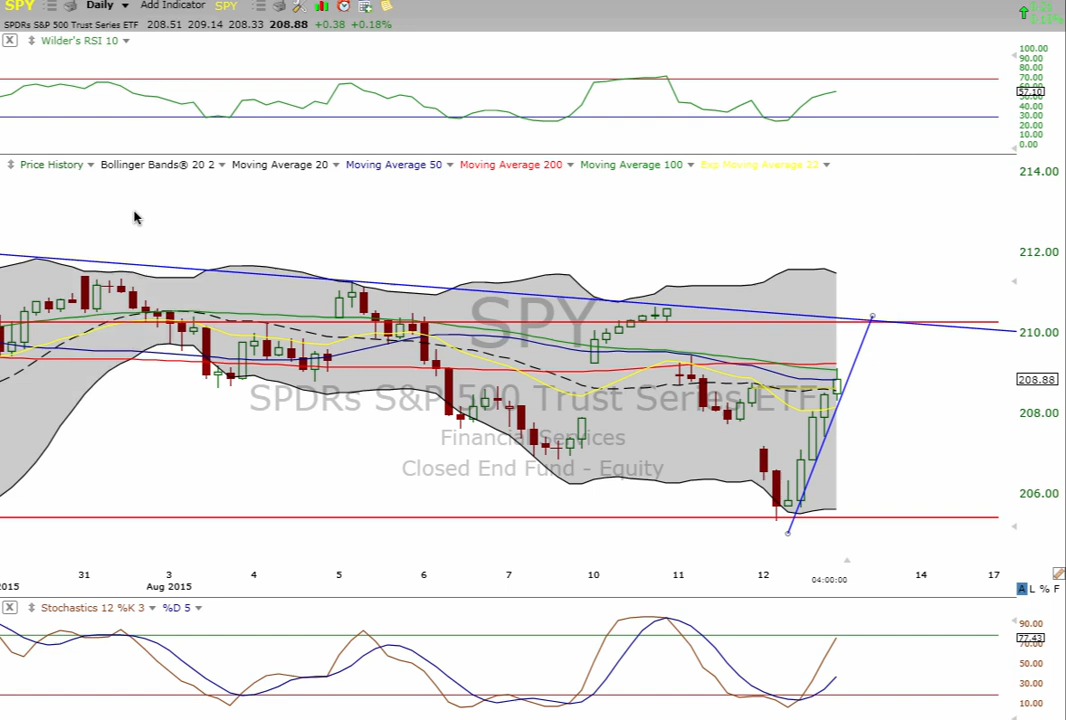 SPY Daily Add Indicator SPY
SPDRs S&P 500 Trust Series ETF 208.51 209.14 208.33 208.88 +0.38 +0.18%
X Wilder's RSI 10
100.00
90.00
80.00
70.00
57.10
40.00
30.00
20.00
10.00
0.00
Price History Bollinger Bands® 20 2 Moving Average 20 Moving Average 50 Moving Average 200 Moving Average 100 Exp Moving Average 22
214.00
212.00
210.00
208.88
208.00
206.00
SPY
SPDRs S&P 500 Trust Series ETF
Financial Services
Closed End Fund - Equity
2015 31 3 4 5 6 7 10 11 12 04:00:00 14 17
Aug 2015
A L % F
X Stochastics 12 %K 3 %D 5
90.00
77.43
70.00
50.00
30.00
10.00